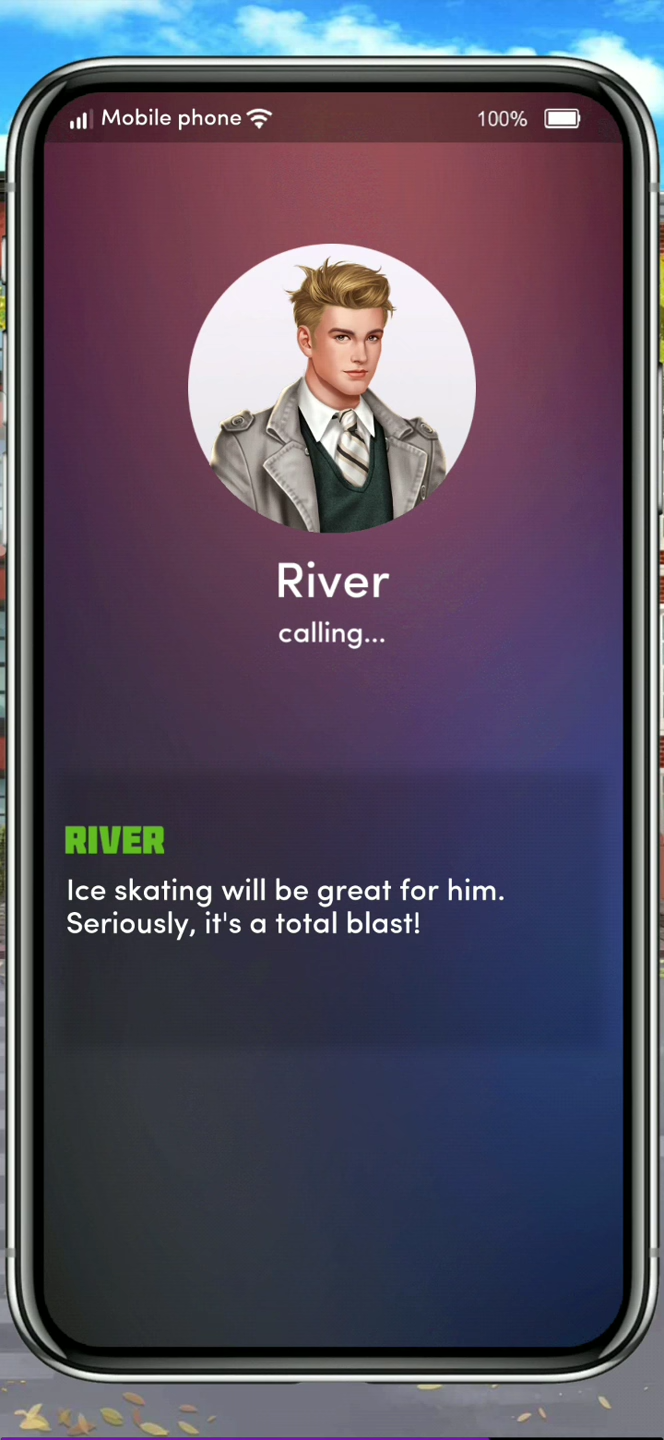 Mobile phone
100%
River
calling...
RIVER
Ice skating will be great for him.
Seriously, it's a total blast!